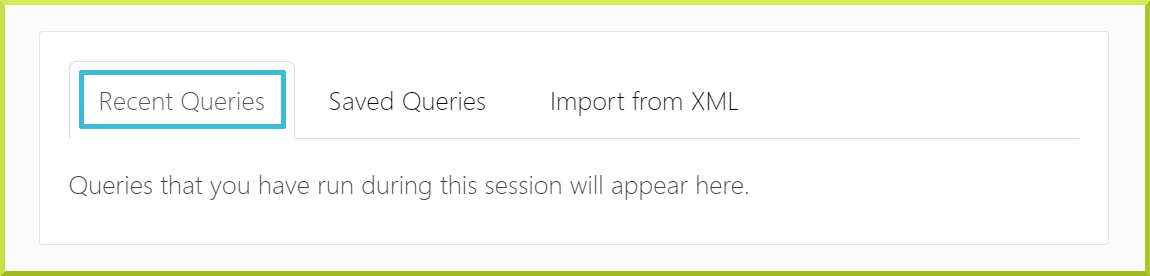 Recent Queries Saved Queries Import from XML
Queries that you have run during this session will appear here.